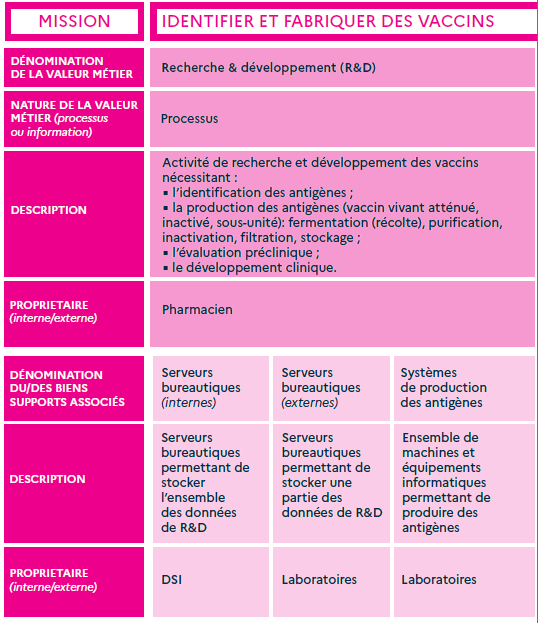 MISSION
IDENTIFIER ET FABRIQUER DES VACCINS
DÉNOMINATION
DE LA VALEUR MÉTIER
Recherche & développement (R&D)
NATURE DE LA VALEUR
MÉTIER (processus
ou information)
Processus
DESCRIPTION
Activité de recherche et développement des vaccins
nécessitant :
▪ l'identification des antigènes ;
▪ la production des antigènes (vaccin vivant atténué,
inactivé, sous-unité): fermentation (récolte), purification,
inactivation, filtration, stockage ;
▪ l'évaluation préclinique ;
▪ le développement clinique.
PROPRIETAIRE
(interne/externe)
Pharmacien
DÉNOMINATION
DU/DES BIENS
SUPPORTS ASSOCIÉS
Serveurs
bureautiques
(internes)
Serveurs
bureautiques
(externes)
Systèmes
de production
des antigènes
DESCRIPTION
Serveurs
bureautiques
permettant de
stocker
l'ensemble
des données
de R&D
Serveurs
bureautiques
permettant de
stocker une
partie des
données de R&D
Ensemble de
machines et
équipements
informatiques
permettant de
produire des
antigènes
PROPRIETAIRE
(interne/externe)
DSI
Laboratoires
Laboratoires